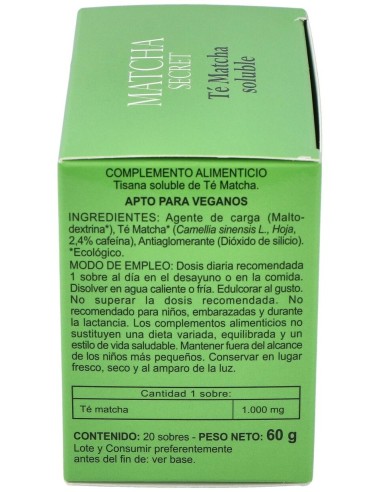 MATCHA
SECRET
Té Matcha
soluble
COMPLEMENTO ALIMENTICIO
Tisana soluble de Té Matcha.
APTO PARA VEGANOS
INGREDIENTES: Agente de carga (Malto-
dextrina*), Té Matcha* (Camellia sinensis L., Hoja,
2,4% cafeína), Antiaglomerante (Dióxido de silicio).
*Ecológico.
MODO DE EMPLEO: Dosis diaria recomendada
1 sobre al día en el desayuno o en la comida.
Disolver en agua caliente o fría. Edulcorar al gusto.
No superar la dosis recomendada. No
recomendado para niños, embarazadas y durante
la lactancia. Los complementos alimenticios no
sustituyen una dieta variada, equilibrada y un
estilo de vida saludable. Mantener fuera del alcance
de los niños más pequeños. Conservar en lugar
fresco, seco y al amparo de la luz.
Cantidad 1 sobre:
Té matcha 1.000 mg
CONTENIDO: 20 sobres - PESO NETO: 60 g
Lote y Consumir preferentemente
antes del fin de: ver base.